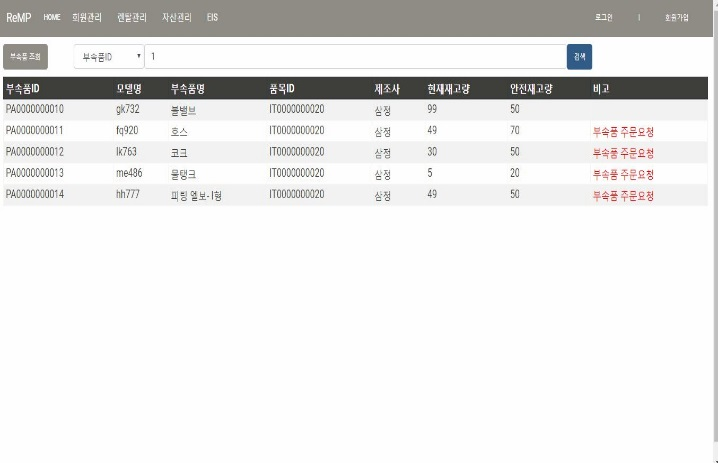 ReMP HOME 회원관리 렌탈관리 자산관리 EIS 로그인 | 회원가입
부속품 조회 부속품ID 1 검색
부속품ID 모델명 부속품명 품목ID 제조사 현재재고량 안전재고량 비고
PA0000000010 gk732 볼밸브 IT0000000020 삼정 99 50
PA0000000011 fq920 호스 IT0000000020 삼정 49 70 부속품 주문요청
PA0000000012 lk763 코크 IT0000000020 삼정 30 50 부속품 주문요청
PA0000000013 me486 물탱크 IT0000000020 삼정 5 20 부속품 주문요청
PA0000000014 hh777 피팅 엘보-I형 IT0000000020 삼정 49 50 부속품 주문요청